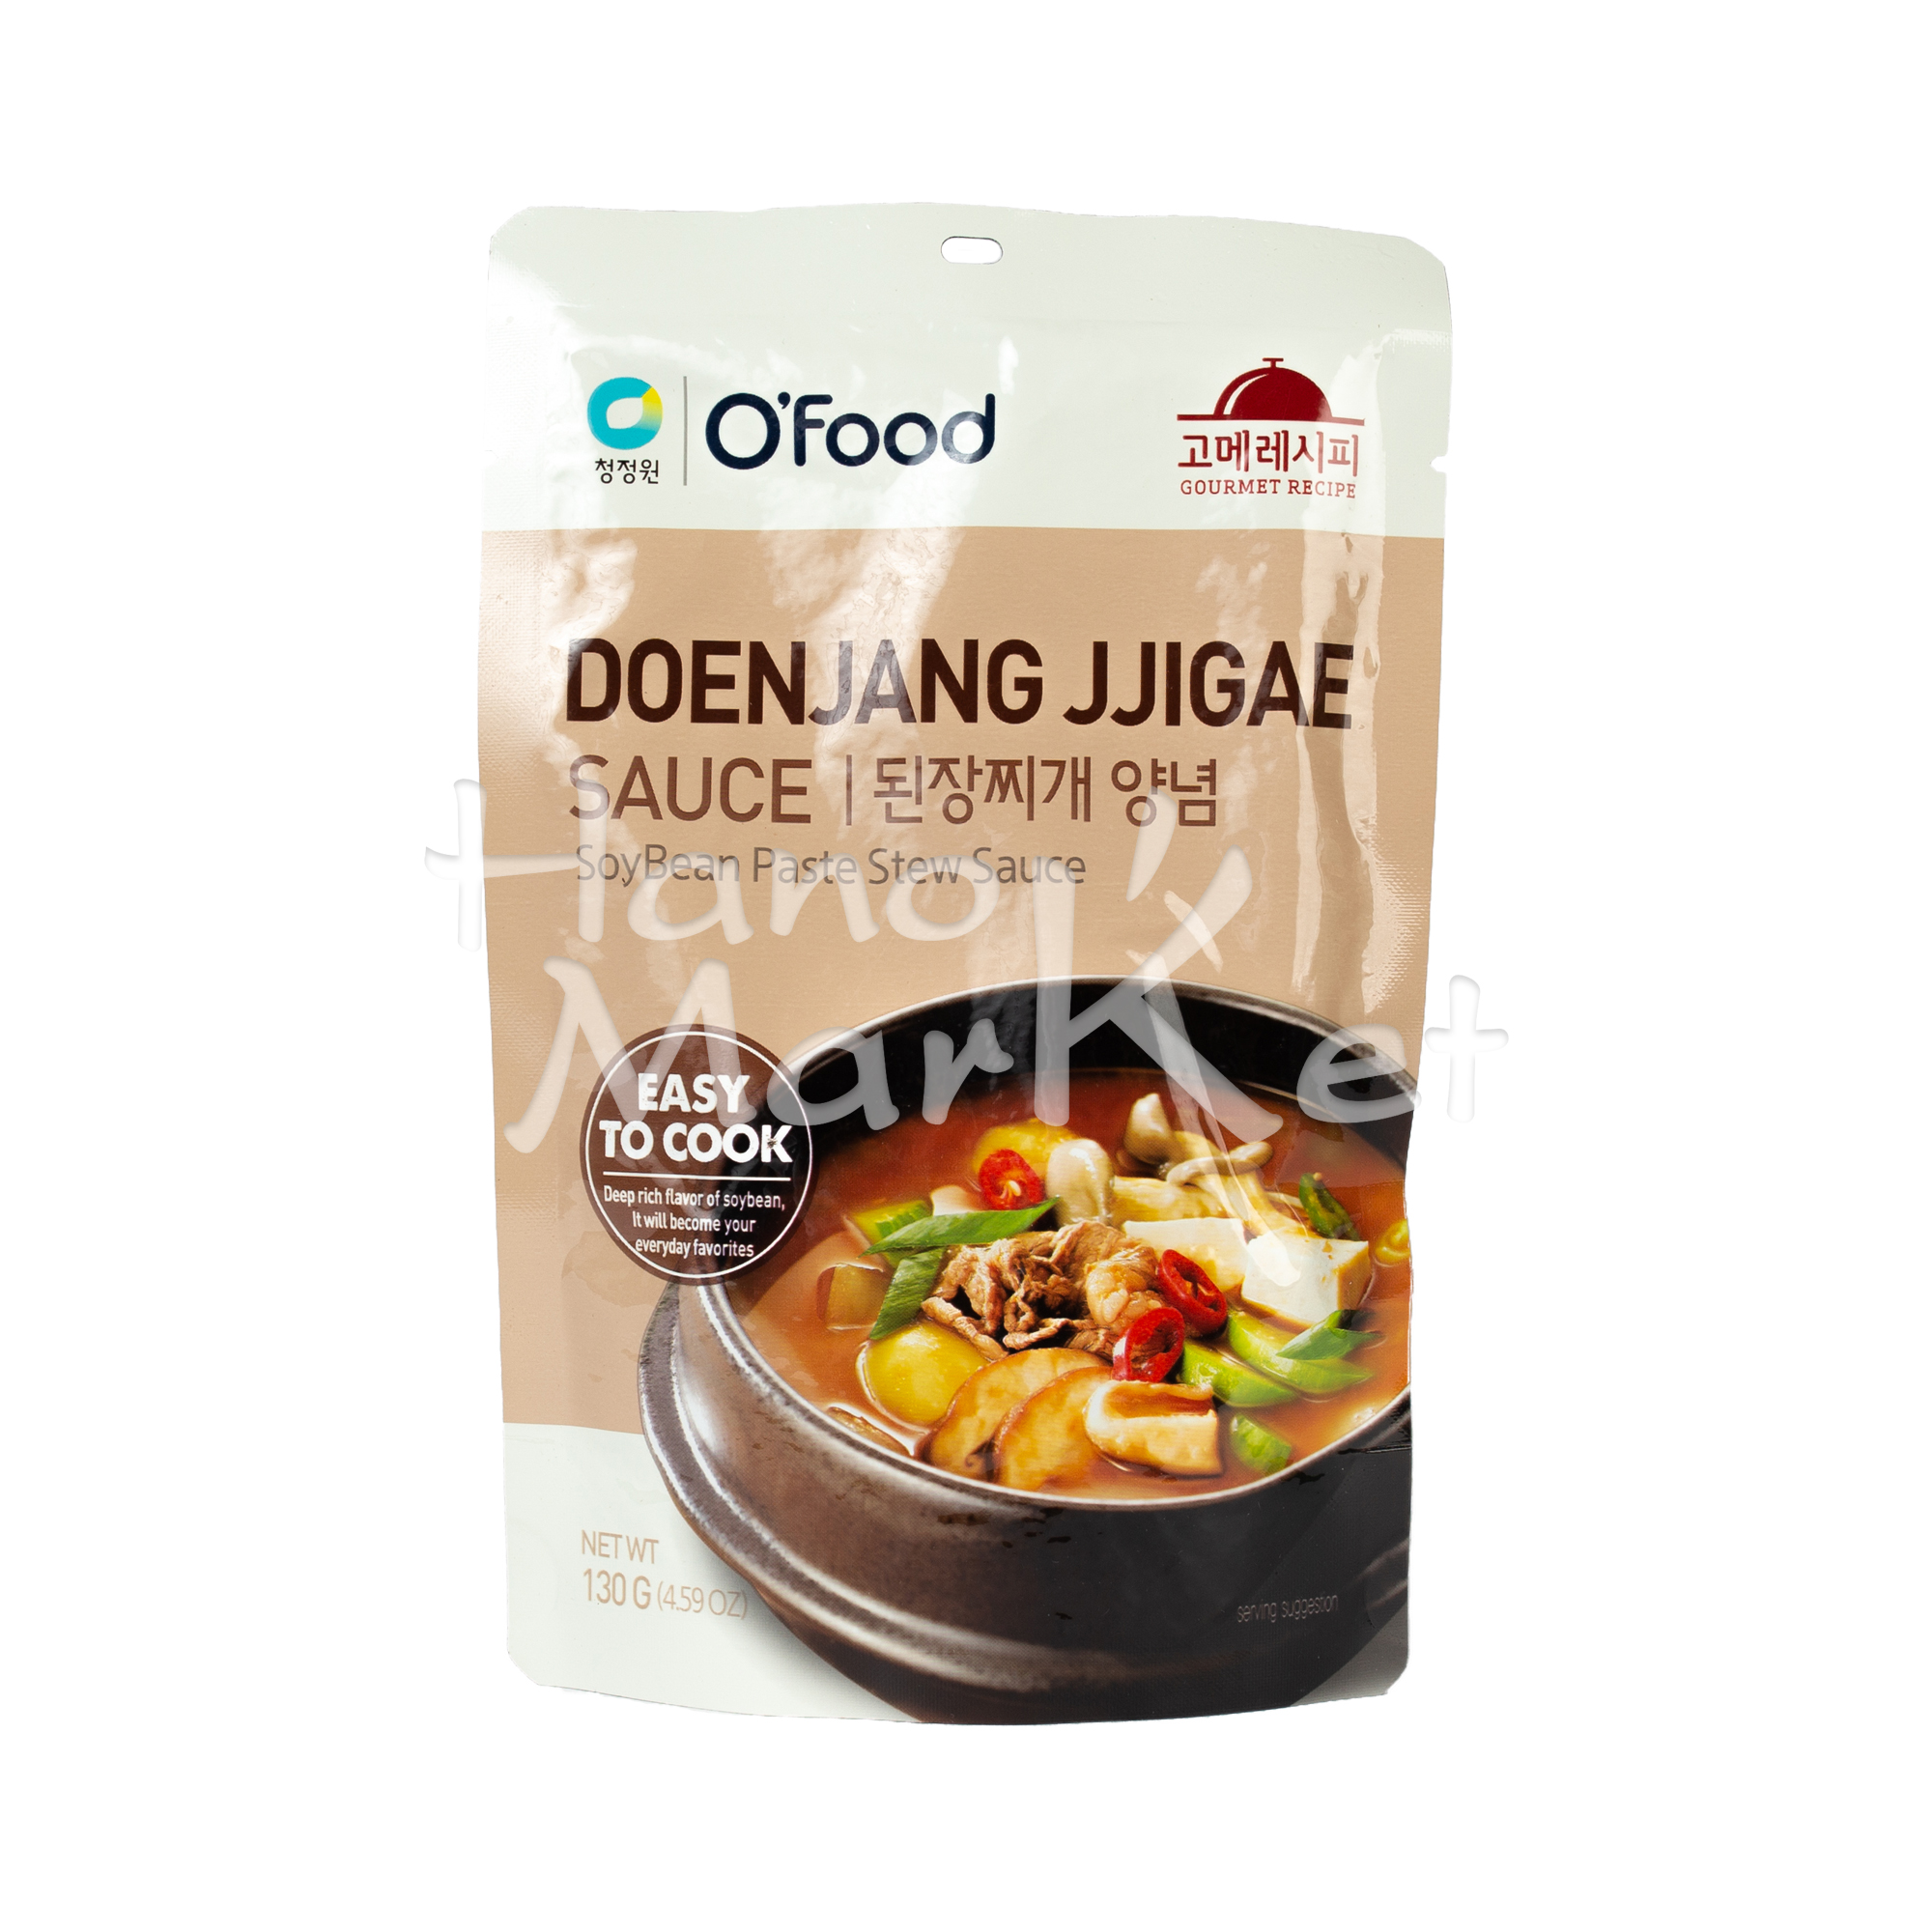 청정원
O'Food
고메레시피
GOURMET RECIPE
DOENJANG JJIGAE
SAUCE | 된장찌개 양념
SoyBean Paste Stew Sauce
Hanok
Market
EASY
TO COOK
Deep rich flavor of soybean,
It will become your
everyday favorites
NET WT
130 G (4.59 OZ)
serving suggestion